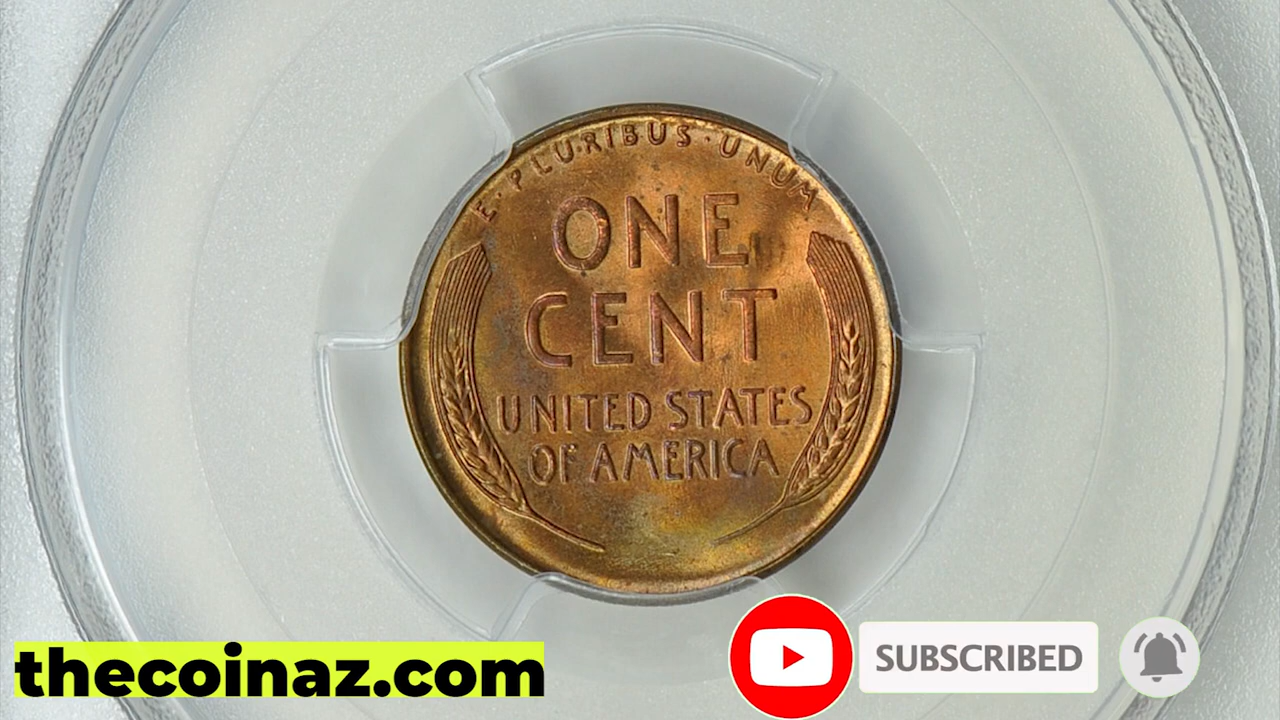 E · PLURIBUS · UNUM
ONE
CENT
UNITED STATES
OF AMERICA
thecoinaz.com
SUBSCRIBED